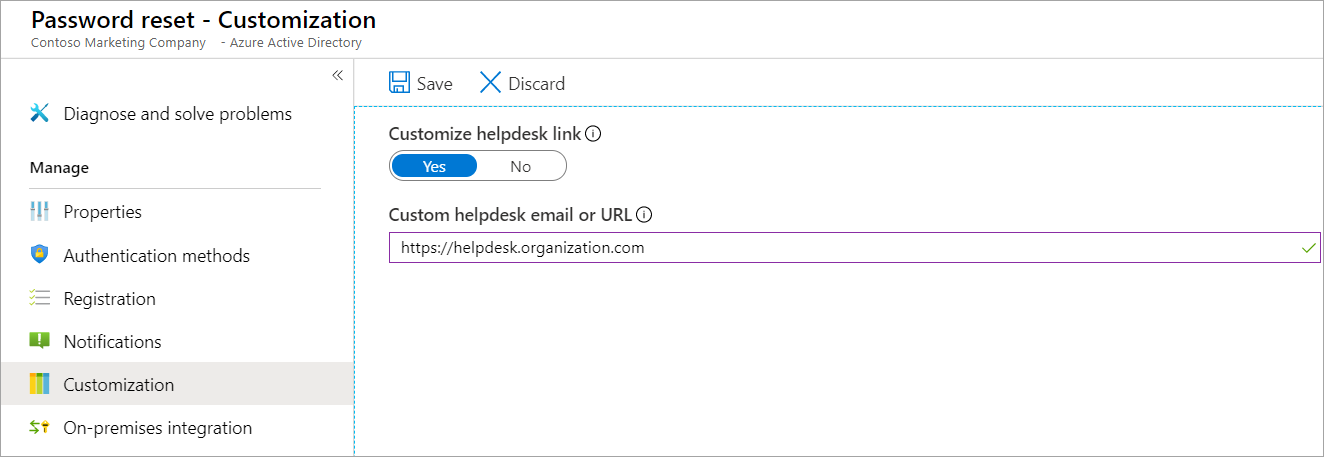 Password reset - Customization
Contoso Marketing Company - Azure Active Directory
«
Save Discard
Diagnose and solve problems
Manage
Properties
Authentication methods
Registration
Notifications
Customization
On-premises integration
Customize helpdesk link
Yes No
Custom helpdesk email or URL
https://helpdesk.organization.com